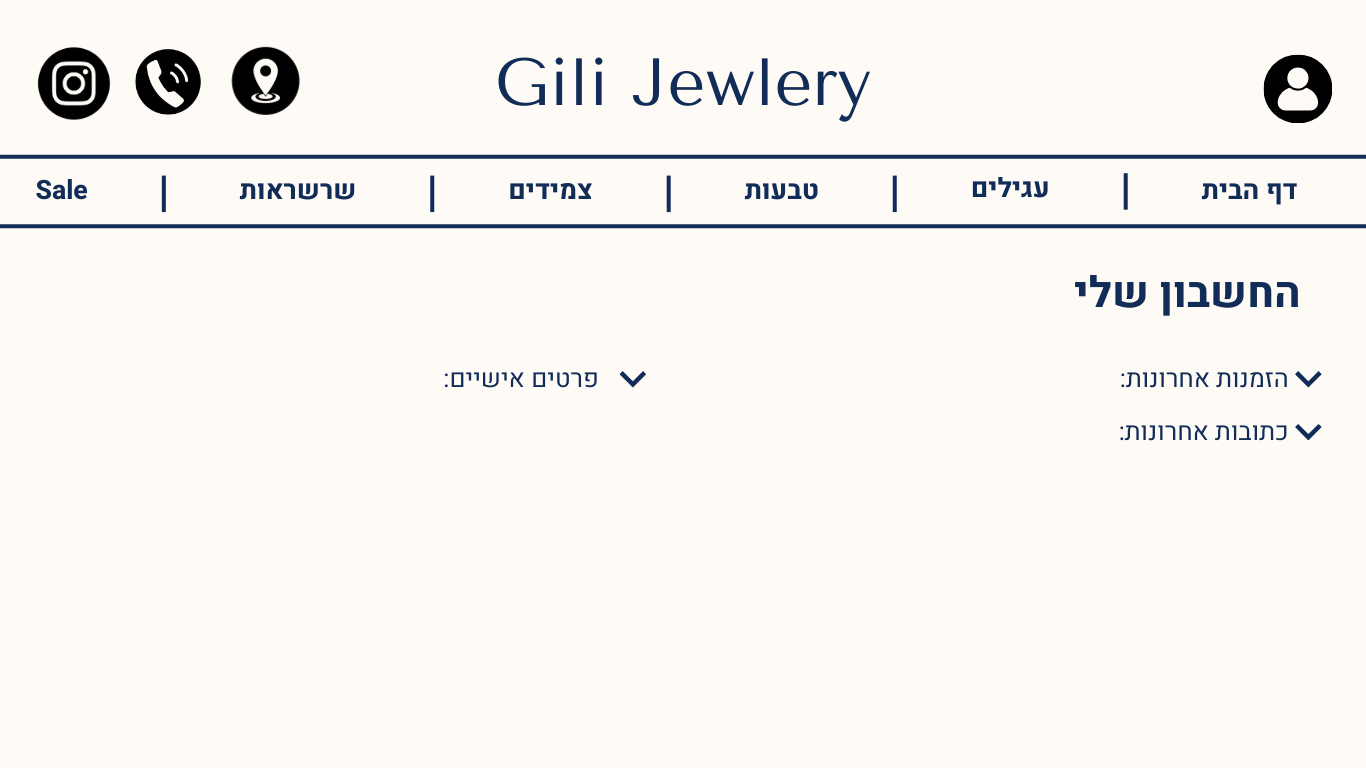 Gili Jewlery
דף הבית | עגילים | טבעות | צמידים | שרשראות | Sale
החשבון שלי
הזמנות אחרונות:
פרטים אישיים:
כתובות אחרונות: